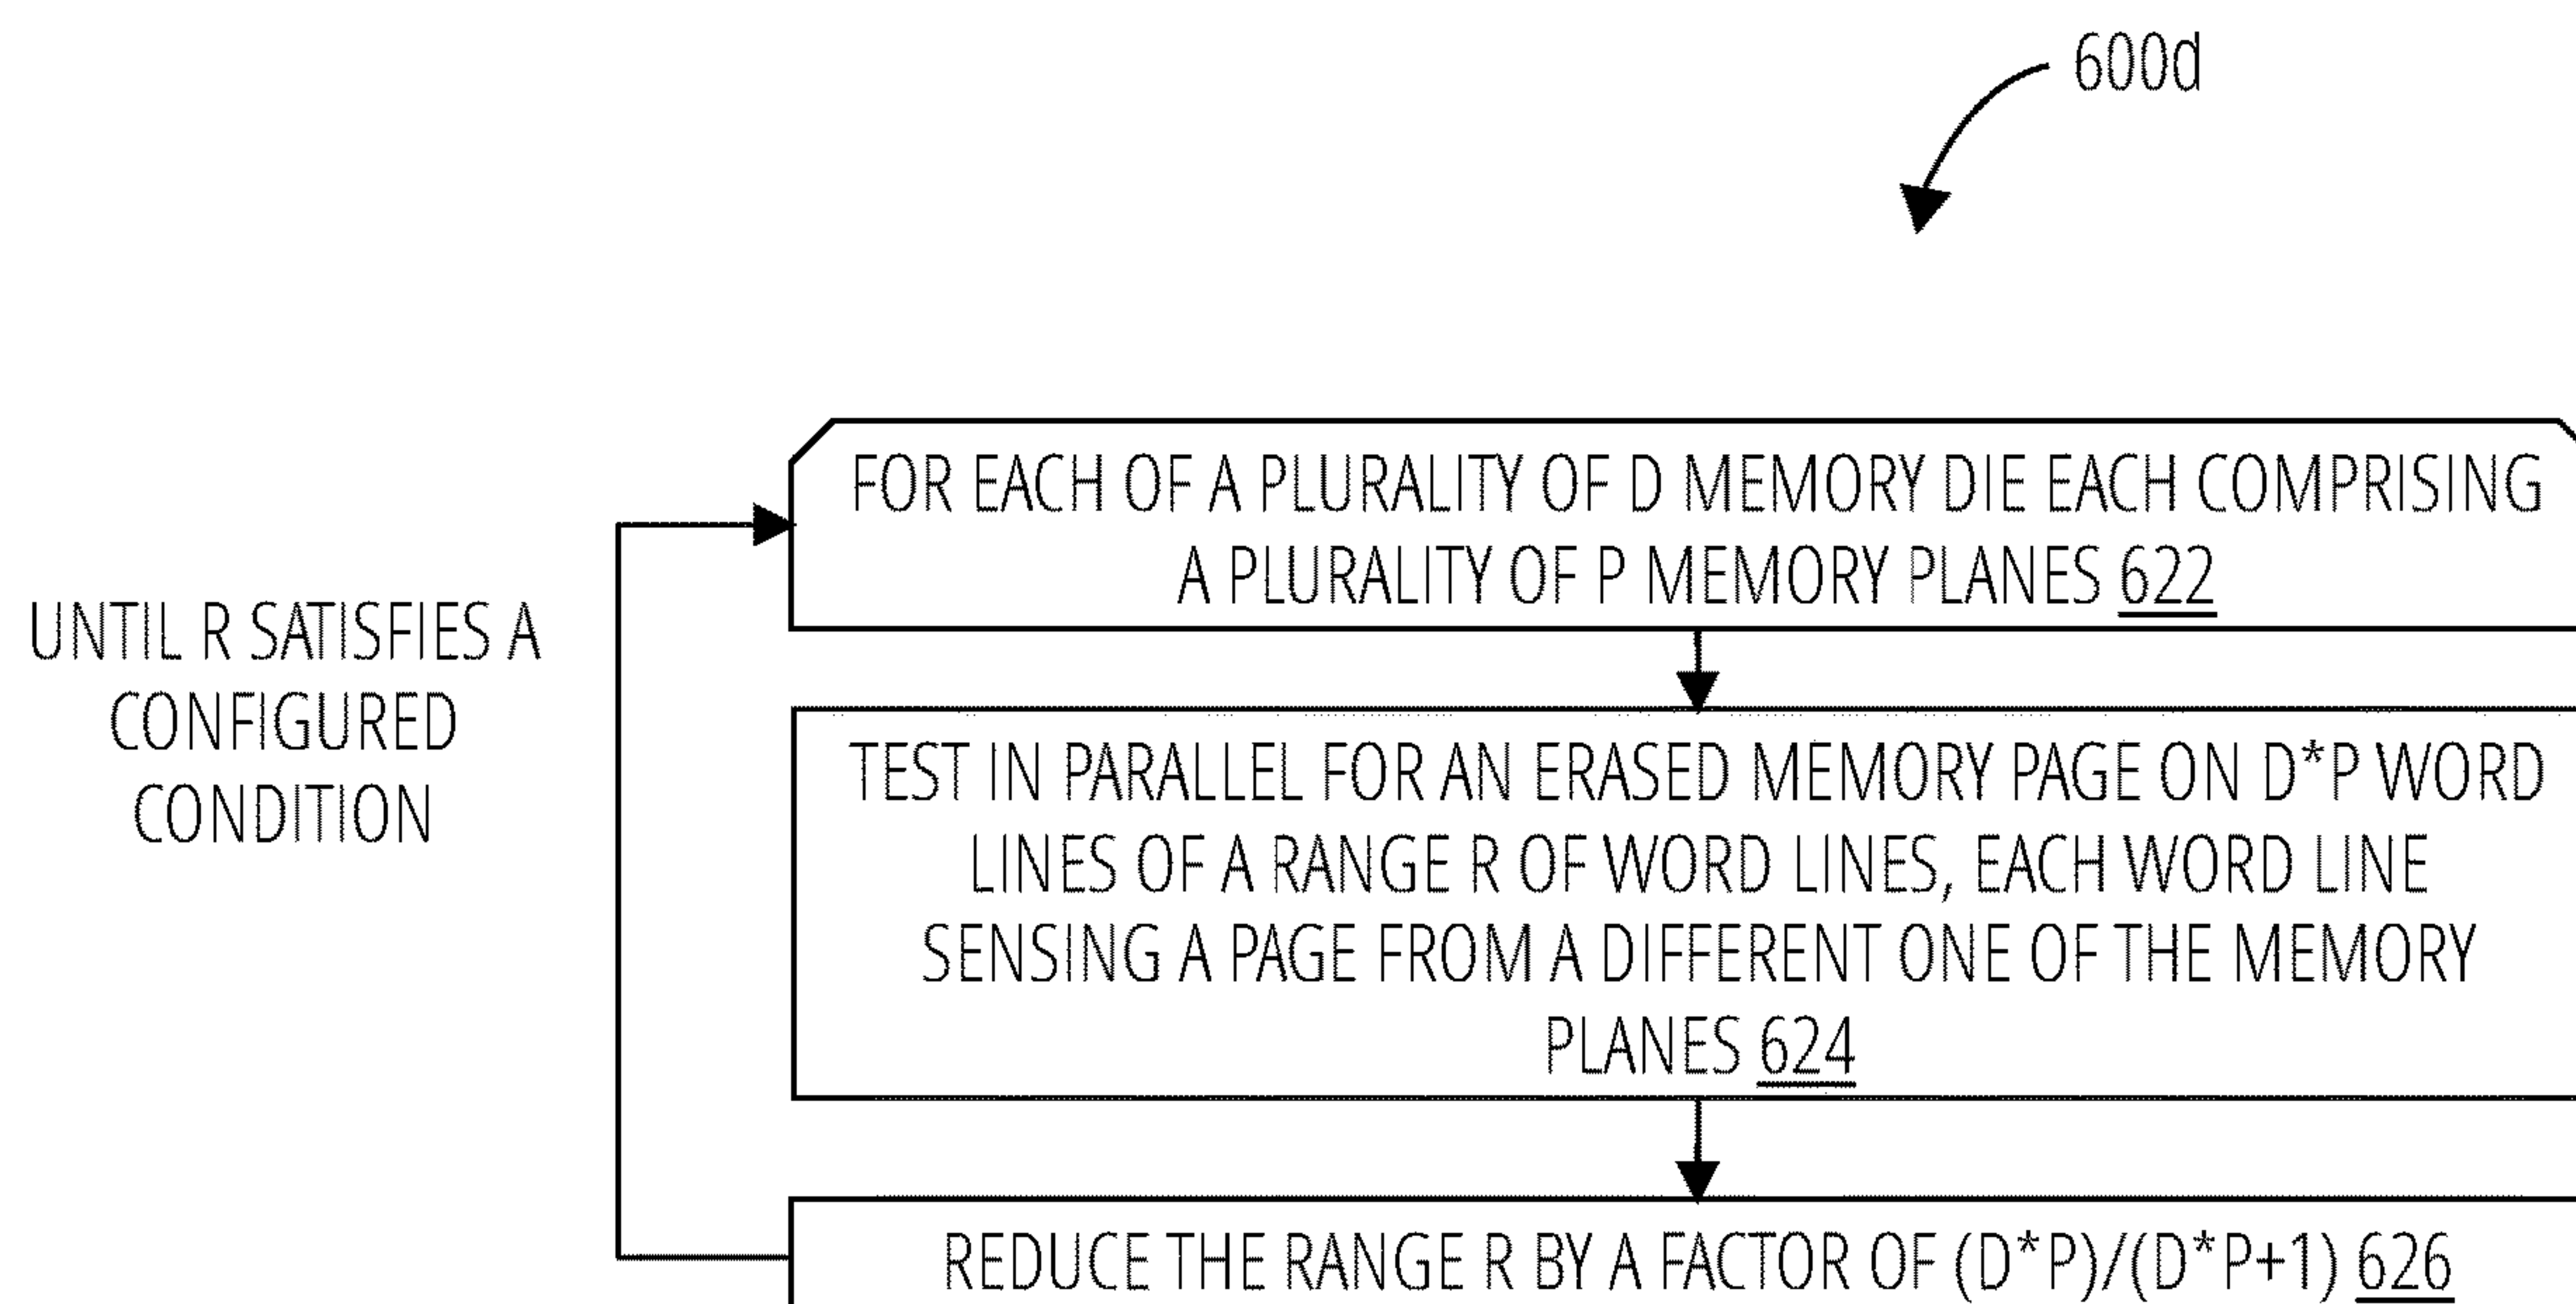 600d
FOR EACH OF A PLURALITY OF D MEMORY DIE EACH COMPRISING
A PLURALITY OF P MEMORY PLANES 622
UNTIL R SATISFIES A
CONFIGURED
CONDITION
TEST IN PARALLEL FOR AN ERASED MEMORY PAGE ON D*P WORD
LINES OF A RANGE R OF WORD LINES, EACH WORD LINE
SENSING A PAGE FROM A DIFFERENT ONE OF THE MEMORY
PLANES 624
REDUCE THE RANGE R BY A FACTOR OF (D*P)/(D*P+1) 626